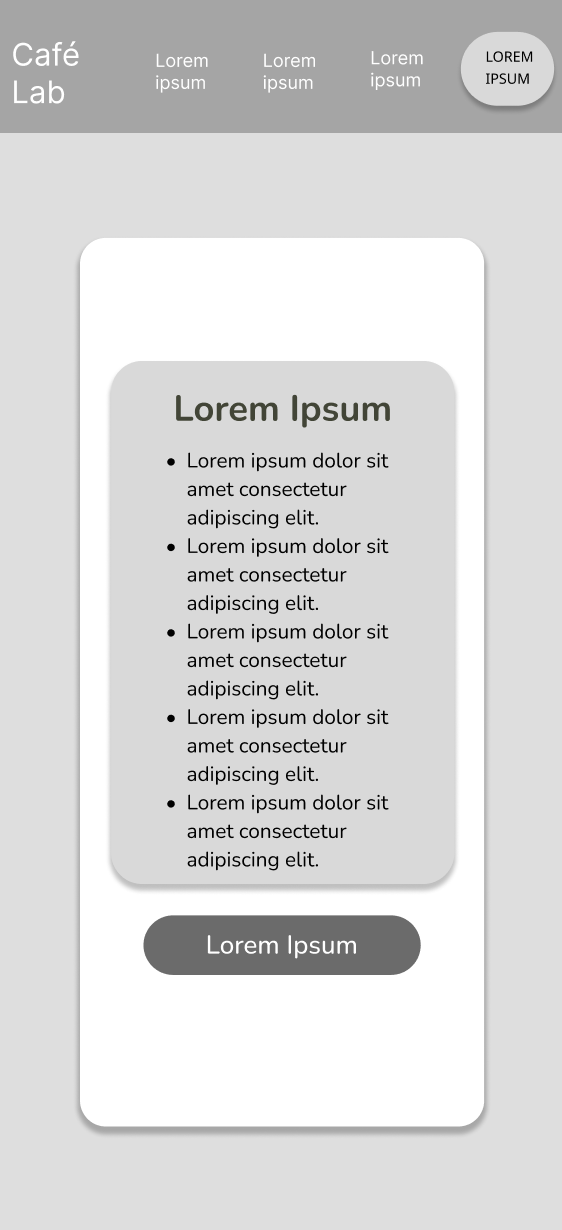 Café
Lab
Lorem
ipsum
Lorem
ipsum
Lorem
ipsum
LOREM
IPSUM
Lorem Ipsum
• Lorem ipsum dolor sit
amet consectetur
adipiscing elit.
• Lorem ipsum dolor sit
amet consectetur
adipiscing elit.
• Lorem ipsum dolor sit
amet consectetur
adipiscing elit.
• Lorem ipsum dolor sit
amet consectetur
adipiscing elit.
• Lorem ipsum dolor sit
amet consectetur
adipiscing elit.
Lorem Ipsum